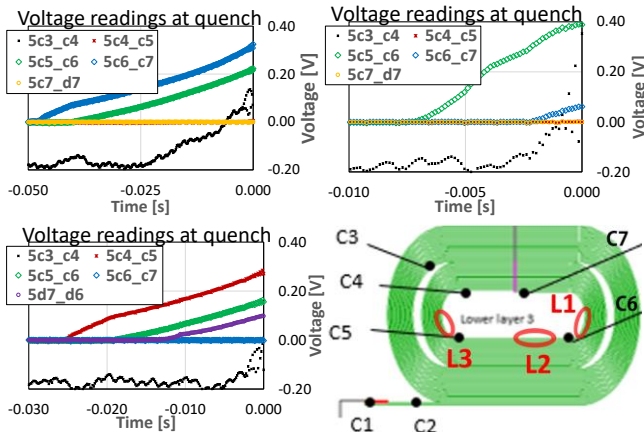 Voltage readings at quench
5c3_c4 5c4_c5
5c5_c6 5c6_c7
5c7_d7
0.40
0.20
0.00
-0.20
Voltage [V]
-0.050 -0.025 0.000
Time [s]
Voltage readings at quench
5c3_c4 5c4_c5
5c5_c6 5c6_c7
5c7_d7
0.40
0.20
0.00
-0.20
Voltage [V]
-0.010 -0.005 0.000
Time [s]
Voltage readings at quench
5c3_c4 5c4_c5
5c5_c6 5c6_c7
5d7_d6
0.40
0.20
0.00
-0.20
Voltage [V]
-0.030 -0.020 -0.010 0.000
Time [s]
C3 C7
C4
L1
Lower layer 3 C6
C5
L3 L2
C1 C2